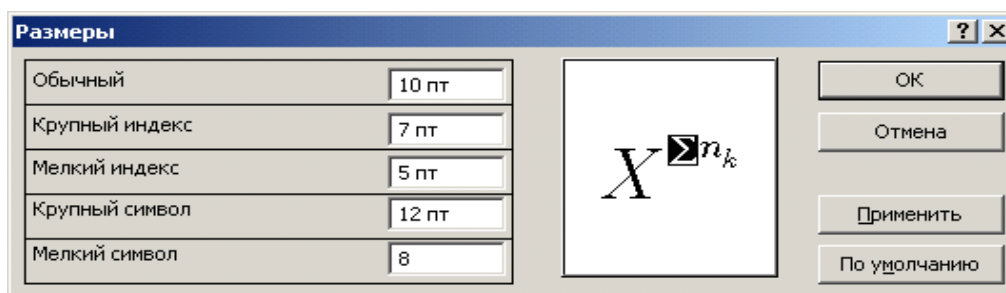 Размеры
Обычный 10 пт
Крупный индекс 7 пт
Мелкий индекс 5 пт
Крупный символ 12 пт
Мелкий символ 8
X Σ n k
ОК
Отмена
Применить
По умолчанию